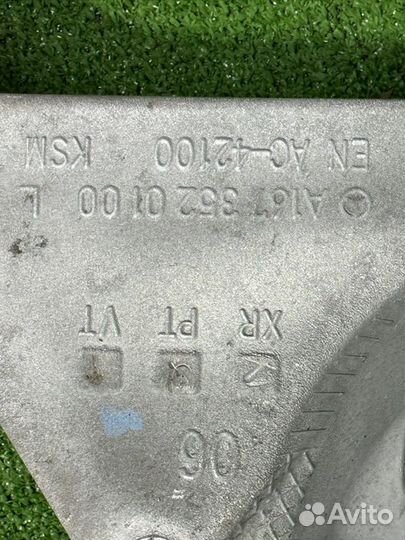 EN AC-42100 KSM
A167 352 01 00 L
XR PT VT
06
Avito